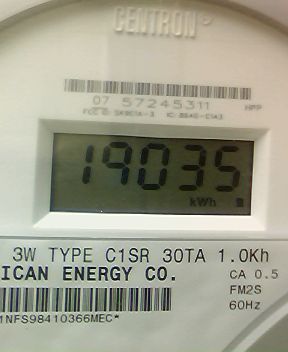 CENTRON
07 57245311
19035
kWh
3W TYPE C1SR 30TA 1.0Kh
ICAN ENERGY CO. CA 0.5
FM2S
60Hz
1NFS98410366MEC*